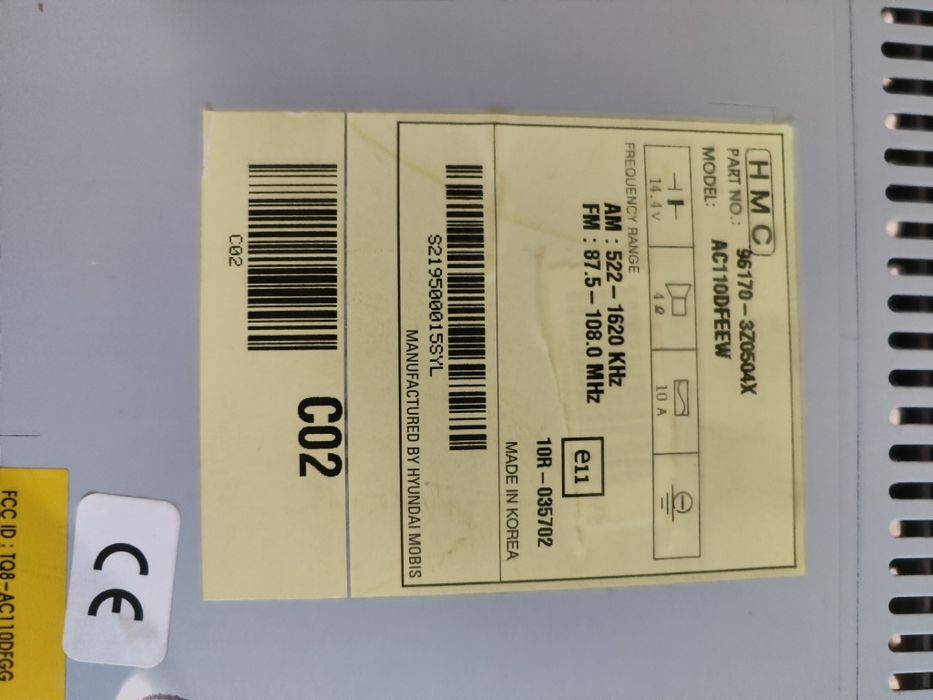 HMC
PART NO.: 96170-3Z0504X
MODEL: AC110DFEEW
14.4V 4Ω 10 A
FREQUENCY RANGE
AM : 522-1620 KHz
FM : 87.5-108.0 MHz
e11
10R-035702
MADE IN KOREA
S219500015SYL
MANUFACTURED BY HYUNDAI MOBIS
C02
C02
CE
FCC ID : TQ8-AC110DFGG